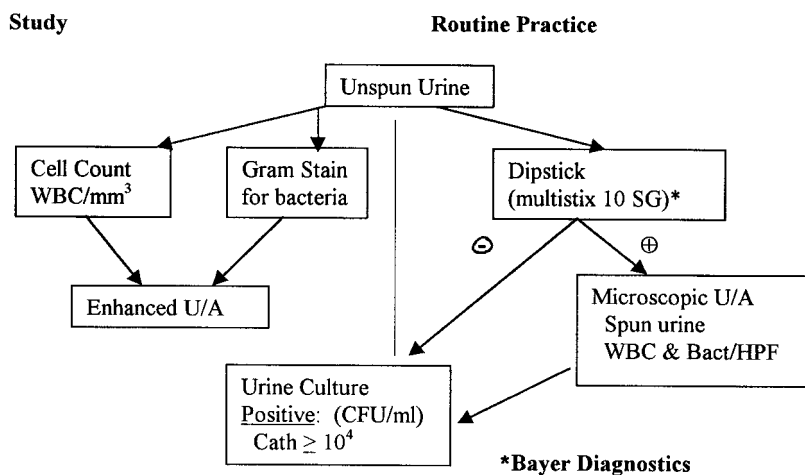 Study
Routine Practice
Unspun Urine
Cell Count
WBC/mm³
Gram Stain
for bacteria
Dipstick
(multistix 10 SG)*
⊖
⊕
Enhanced U/A
Microscopic U/A
Spun urine
WBC & Bact/HPF
Urine Culture
Positive: (CFU/ml)
Cath ≥ 10⁴
*Bayer Diagnostics